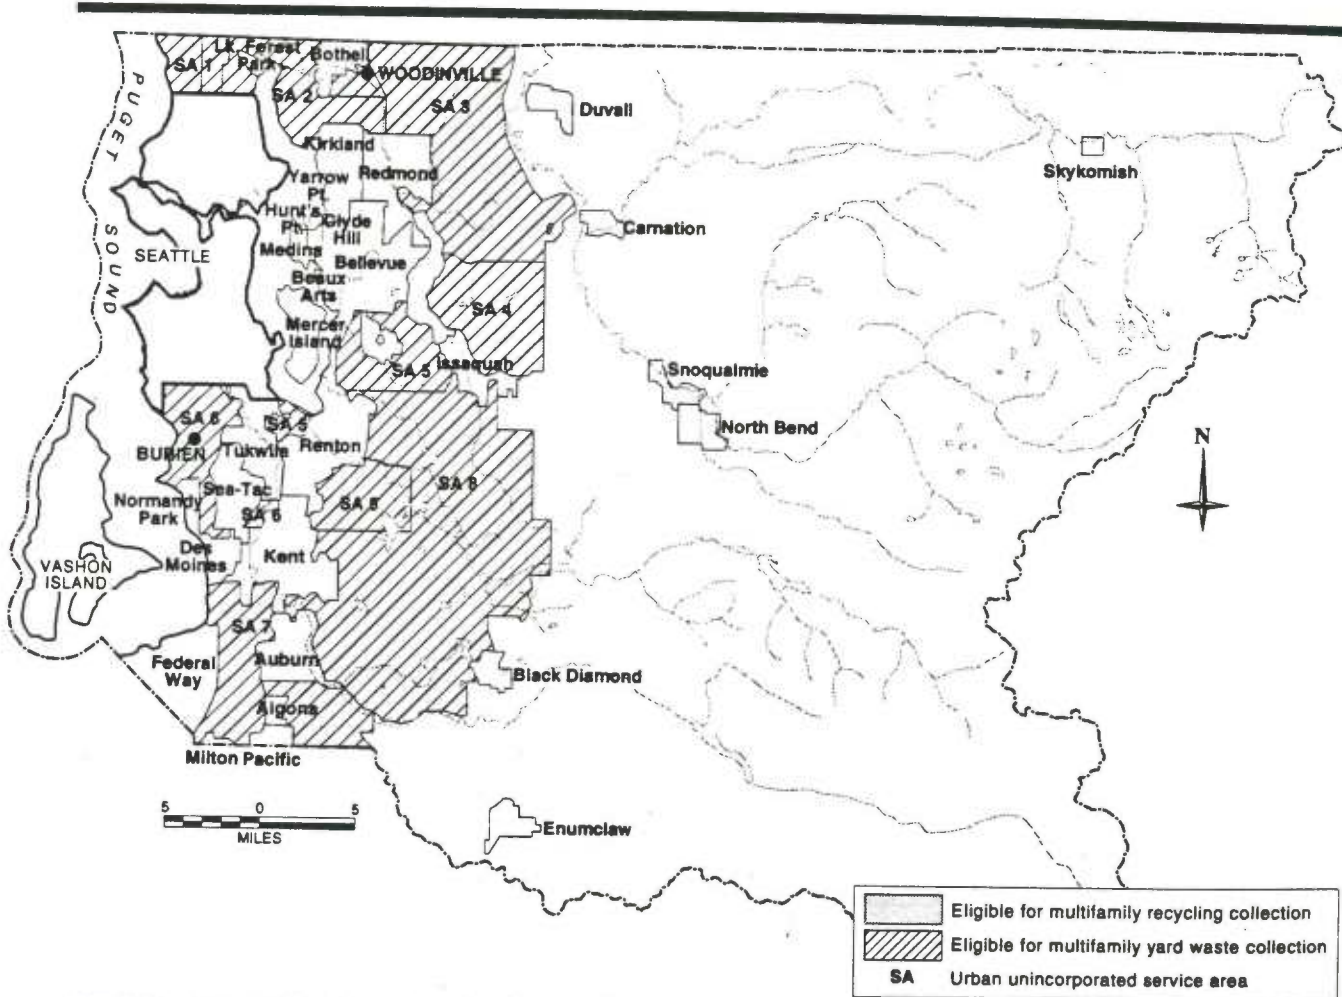 Lk. Forest
Park
Bothell
SA 1
WOODINVILLE
SA 2
SA 3
Duvall
PUGET SOUND
Kirkland
Skykomish
Yarrow
Pt.
Redmond
Hunt's
Pt.
Clyde
Hill
Carnation
SEATTLE
Medina
Bellevue
Beaux
Arts
SA 4
Mercer
Island
Issaquah
SA 5
Snoqualmie
SA 6
SA 5
North Bend
N
BURIEN
Tukwila
Renton
Sea-Tac
SA 8
Normandy
Park
SA 6
SA 5
Des
Moines
Kent
VASHON
ISLAND
SA 7
Federal
Way
Auburn
Black Diamond
Algona
Milton Pacific
5 0 5
MILES
Enumclaw
Eligible for multifamily recycling collection
Eligible for multifamily yard waste collection
SA Urban unincorporated service area